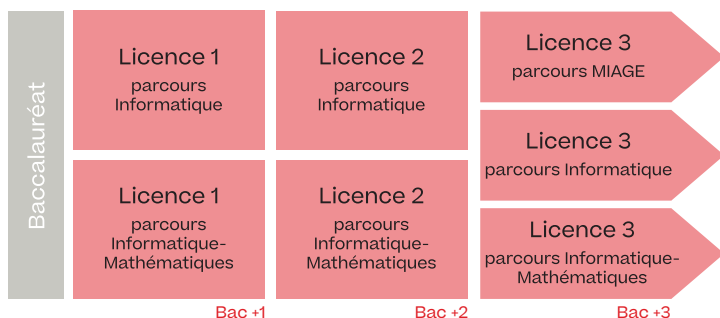 Baccalauréat
Licence 1
parcours
Informatique
Licence 2
parcours
Informatique
Licence 3
parcours MIAGE
Licence 3
parcours Informatique
Licence 1
parcours
Informatique-
Mathématiques
Licence 2
parcours
Informatique-
Mathématiques
Licence 3
parcours Informatique-
Mathématiques
Bac +1
Bac +2
Bac +3